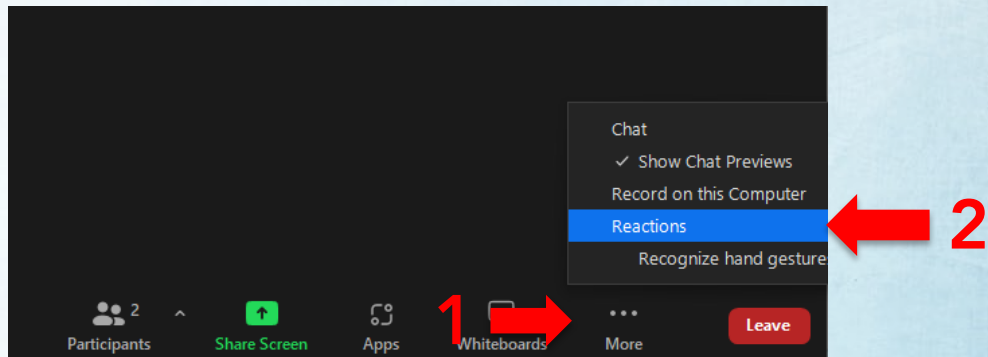 Chat
✓ Show Chat Previews
Record on this Computer
Reactions
2
Recognize hand gesture
2
1
Participants
Share Screen
Apps
Whiteboards
More
Leave